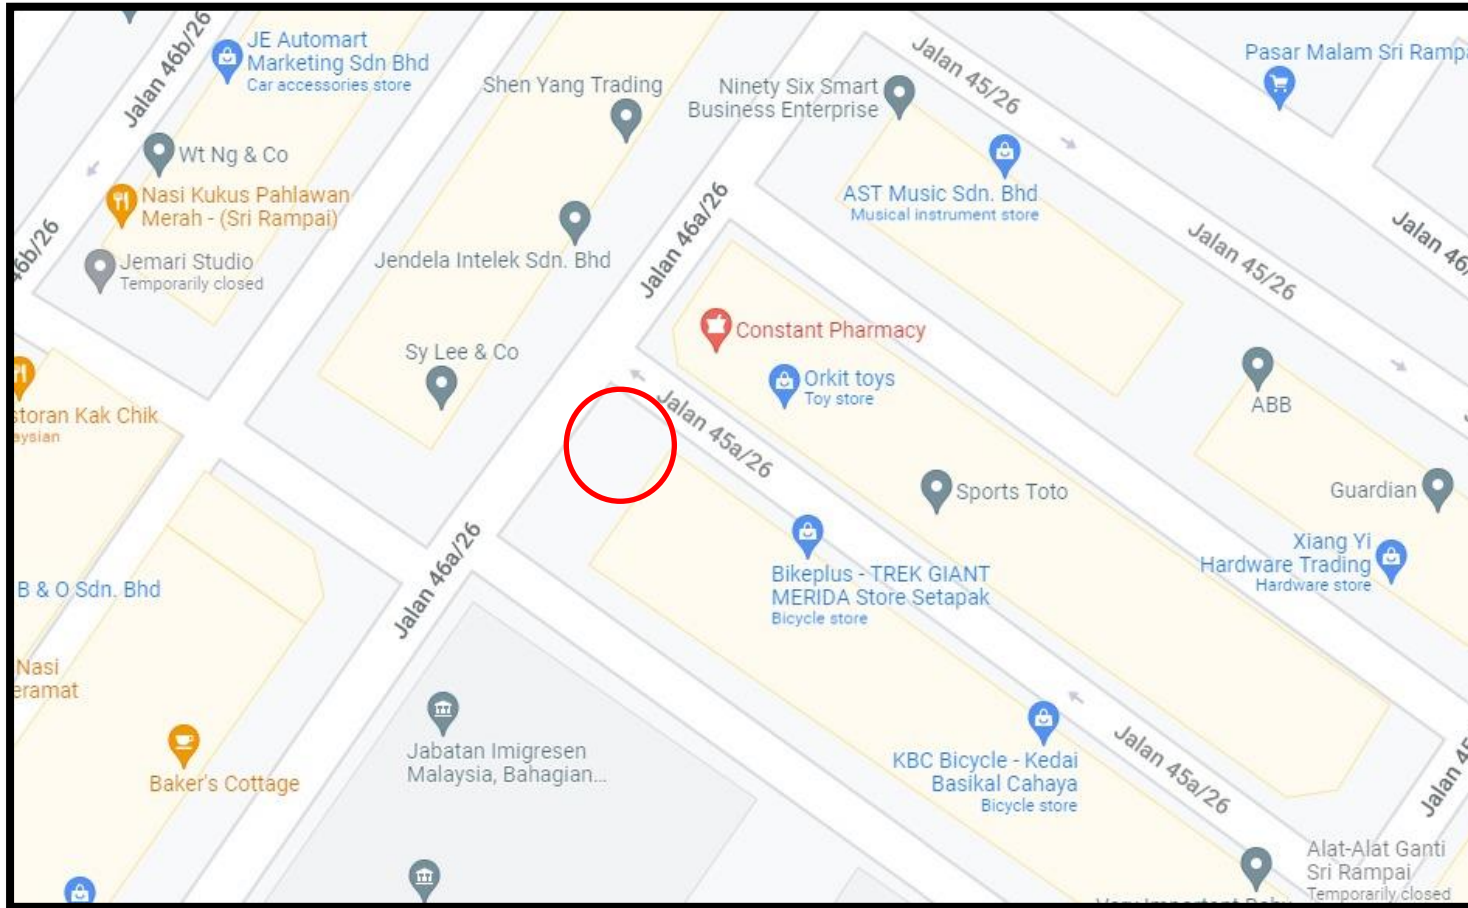 Jalan 46b/26
JE Automart
Marketing Sdn Bhd
Car accessories store
Shen Yang Trading
Ninety Six Smart
Business Enterprise
Jalan 45/26
Pasar Malam Sri Rampa
Wt Ng & Co
Nasi Kukus Pahlawan
Merah - (Sri Rampai)
AST Music Sdn. Bhd
Musical instrument store
Jalan 46a/26
46b/26
Jemari Studio
Temporarily closed
Jendela Intelek Sdn. Bhd
Jalan 45/26
Jalan 46/
Constant Pharmacy
Sy Lee & Co
Orkit toys
Toy store
ABB
storan Kak Chik
aysian
Jalan 45a/26
Sports Toto
Guardian
Xiang Yi
Hardware Trading
Hardware store
Jalan 46a/26
Bikeplus - TREK GIANT
MERIDA Store Setapak
Bicycle store
B & O Sdn. Bhd
Nasi
eramat
Jabatan Imigresen
Malaysia, Bahagian...
Baker's Cottage
KBC Bicycle - Kedai
Basikal Cahaya
Bicycle store
Jalan 45a/26
Jalan 45
Alat-Alat Ganti
Sri Rampai
Temporarily closed